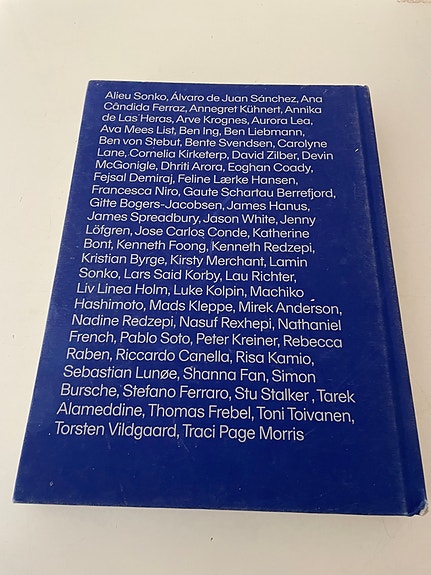 Alieu Sonko, Álvaro de Juan Sánchez, Ana
Cândida Ferraz, Annegret Kühnert, Annika
de Las Heras, Arve Krognes, Aurora Lea,
Ava Mees List, Ben Ing, Ben Liebmann,
Ben von Stebut, Bente Svendsen, Carolyne
Lane, Cornelia Kirketerp, David Zilber, Devin
McGonigle, Dhriti Arora, Eoghan Coady,
Fejsal Demiraj, Feline Lærke Hansen,
Francesca Niro, Gaute Schartau Berrefjord,
Gitte Bogers-Jacobsen, James Hanus,
James Spreadbury, Jason White, Jenny
Löfgren, Jose Carlos Conde, Katherine
Bont, Kenneth Foong, Kenneth Redzepi,
Kristian Byrge, Kirsty Merchant, Lamin
Sonko, Lars Said Korby, Lau Richter,
Liv Linea Holm, Luke Kolpin, Machiko
Hashimoto, Mads Kleppe, Mirek Anderson,
Nadine Redzepi, Nasuf Rexhepi, Nathaniel
French, Pablo Soto, Peter Kreiner, Rebecca
Raben, Riccardo Canella, Risa Kamio,
Sebastian Lunøe, Shanna Fan, Simon
Bursche, Stefano Ferraro, Stu Stalker , Tarek
Alameddine, Thomas Frebel, Toni Toivanen,
Torsten Vildgaard, Traci Page Morris